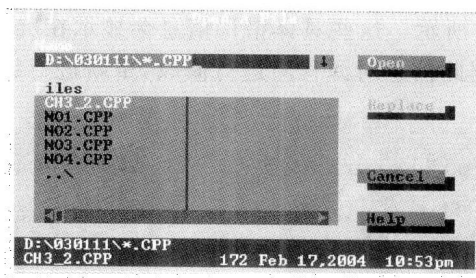 D:\030111\*.CPP
Open
iles
CH3_2.CPP
NO1.CPP
NO2.CPP
NO3.CPP
NO4.CPP
..\
Replace
Cancel
Help
D:\030111\*.CPP
CH3_2.CPP 172 Feb 17,2004 10:53pm